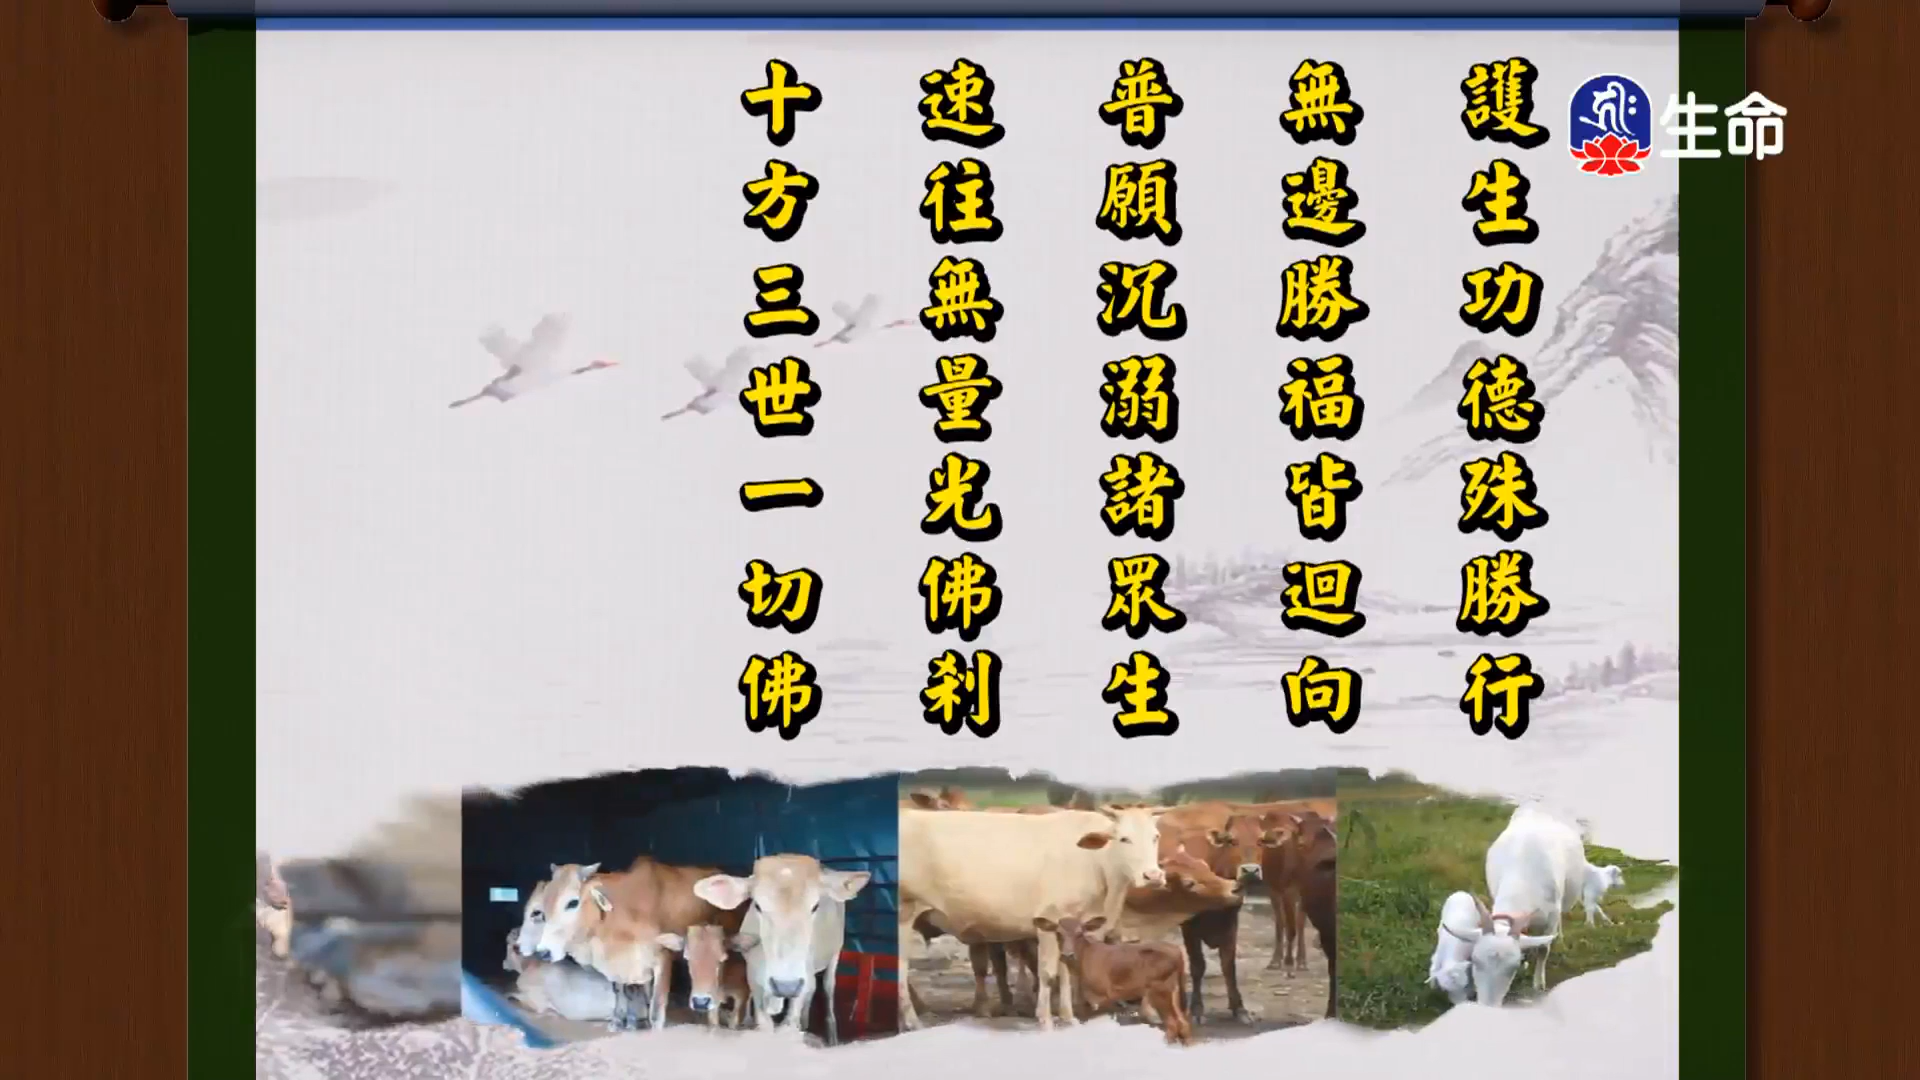 護生功德殊勝行
無邊勝福皆迴向
普願沉溺諸眾生
速往無量光佛剎
十方三世一切佛
生命